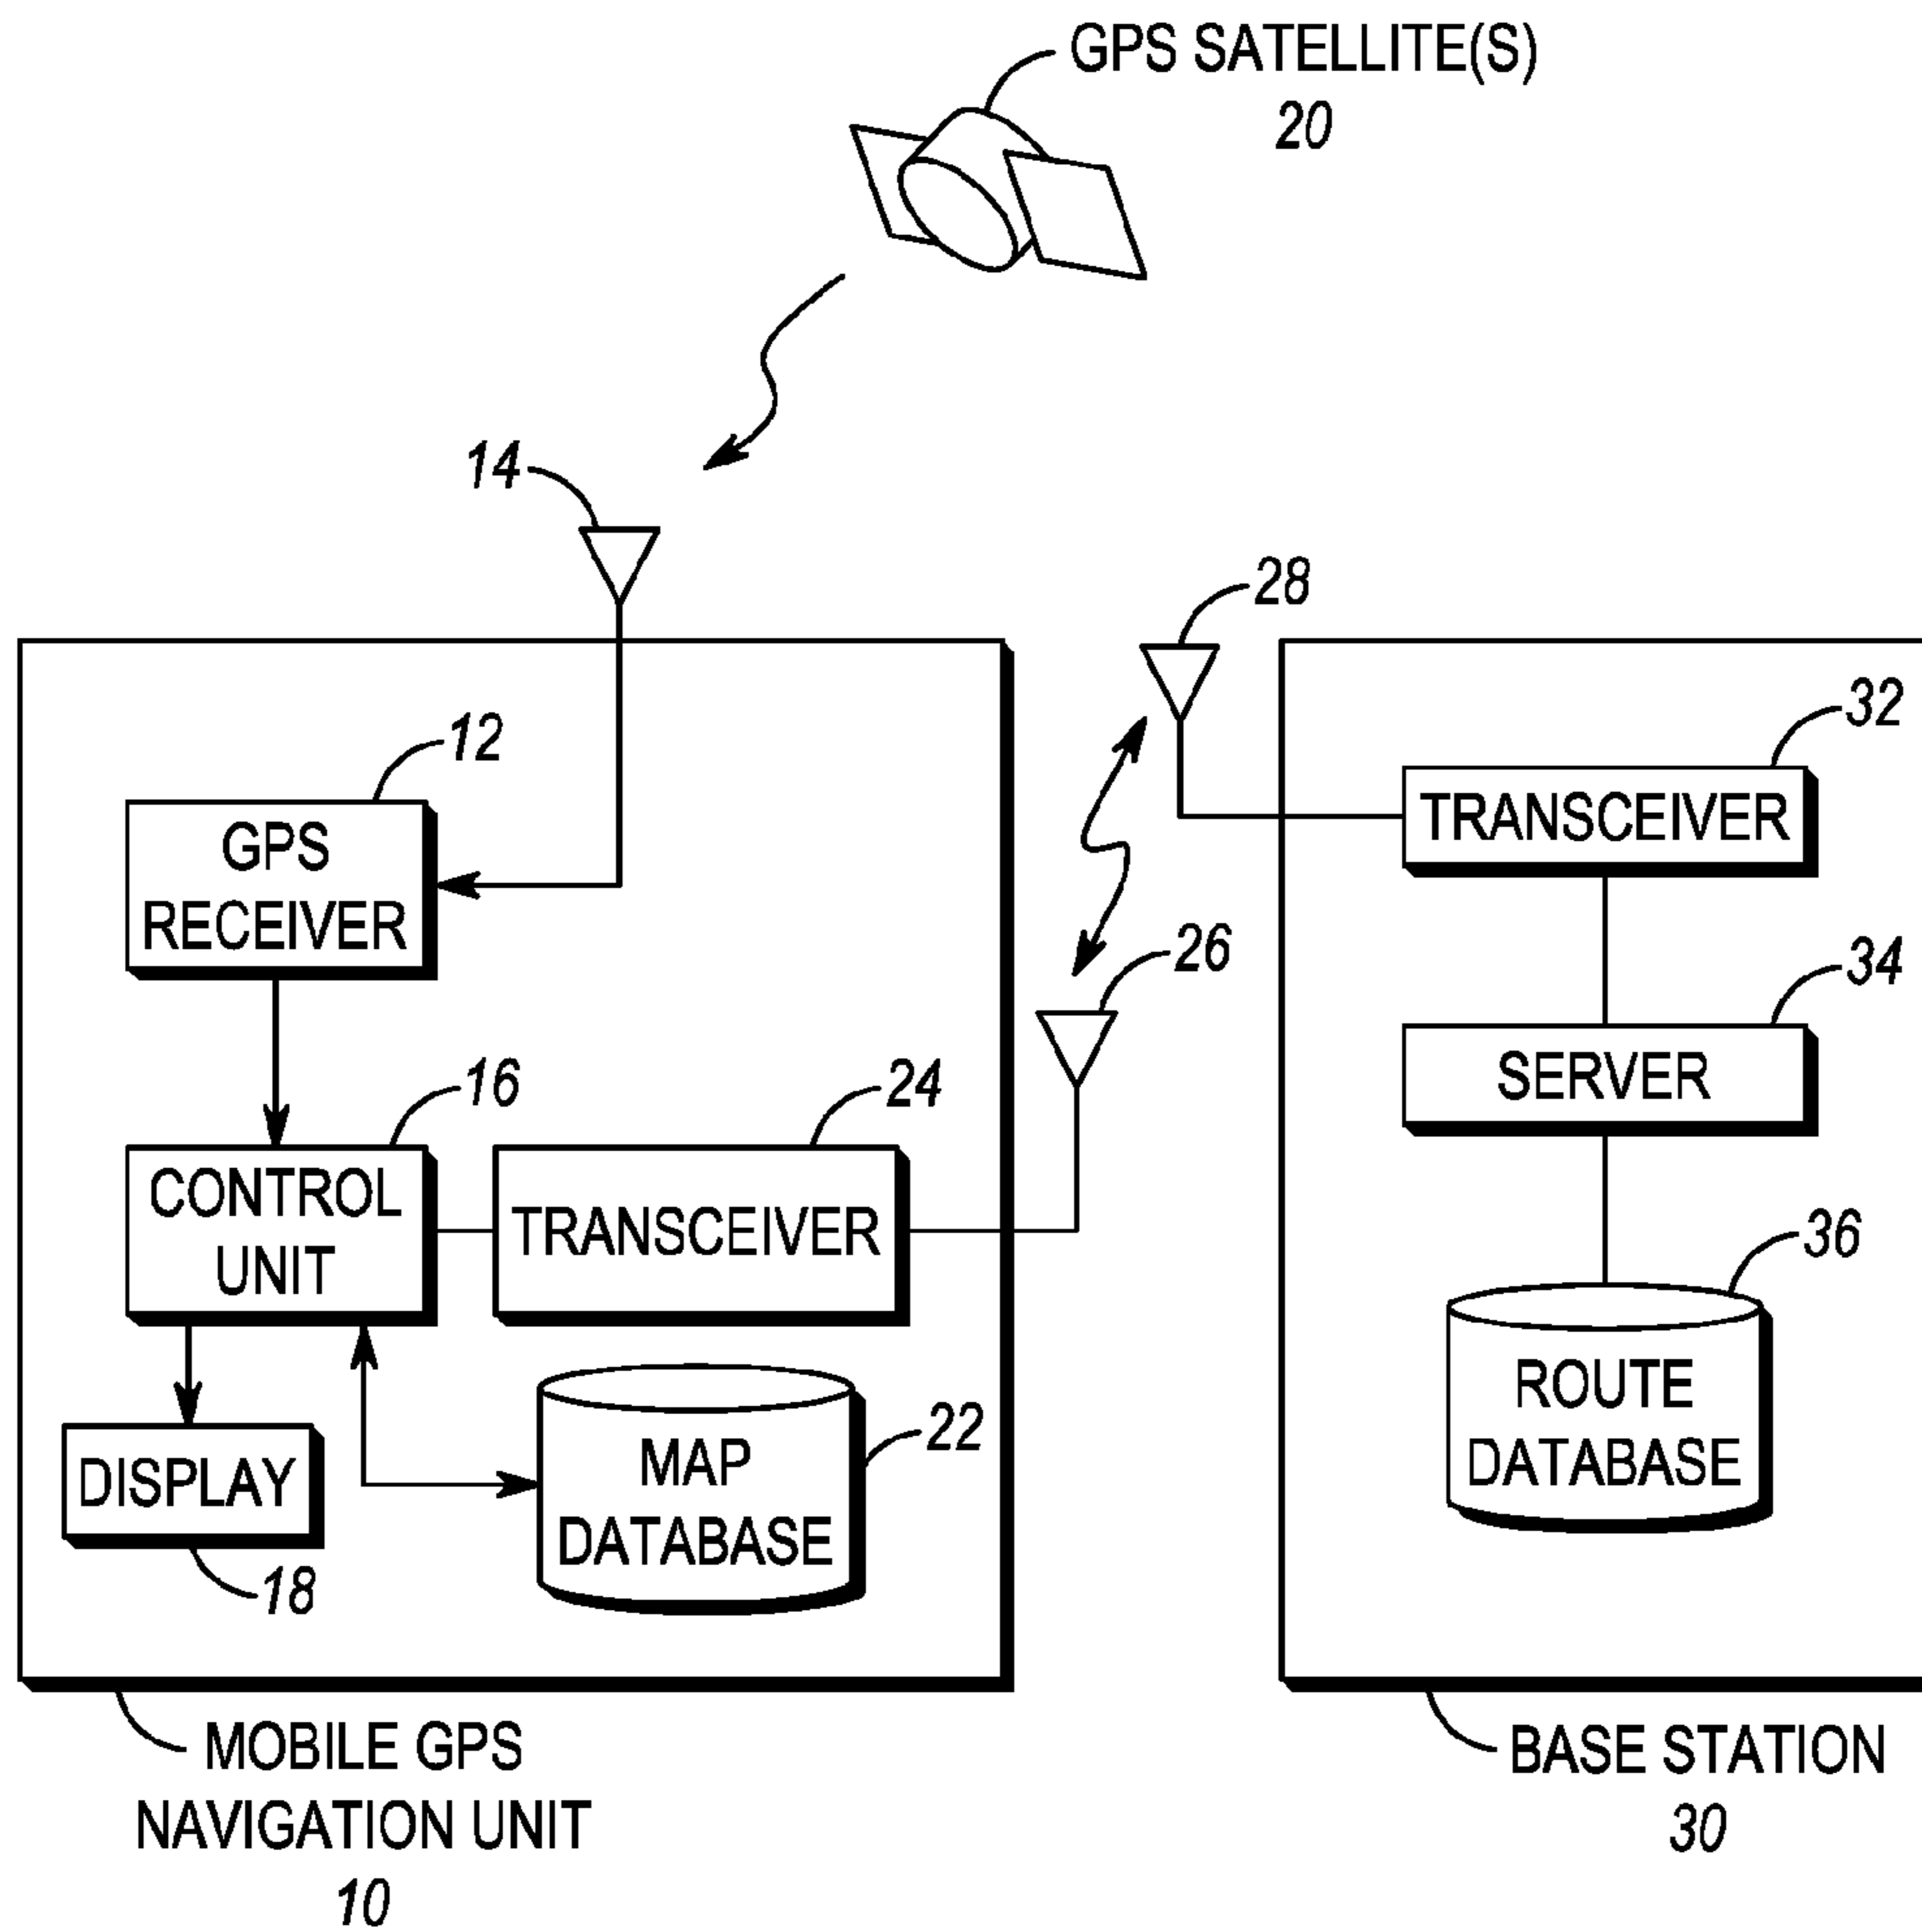 GPS SATELLITE(S)
20
14
28
12
32
GPS
RECEIVER
TRANSCEIVER
26
34
16
24
SERVER
CONTROL
UNIT
TRANSCEIVER
36
22
ROUTE
DATABASE
DISPLAY
MAP
DATABASE
18
MOBILE GPS
NAVIGATION UNIT
10
BASE STATION
30